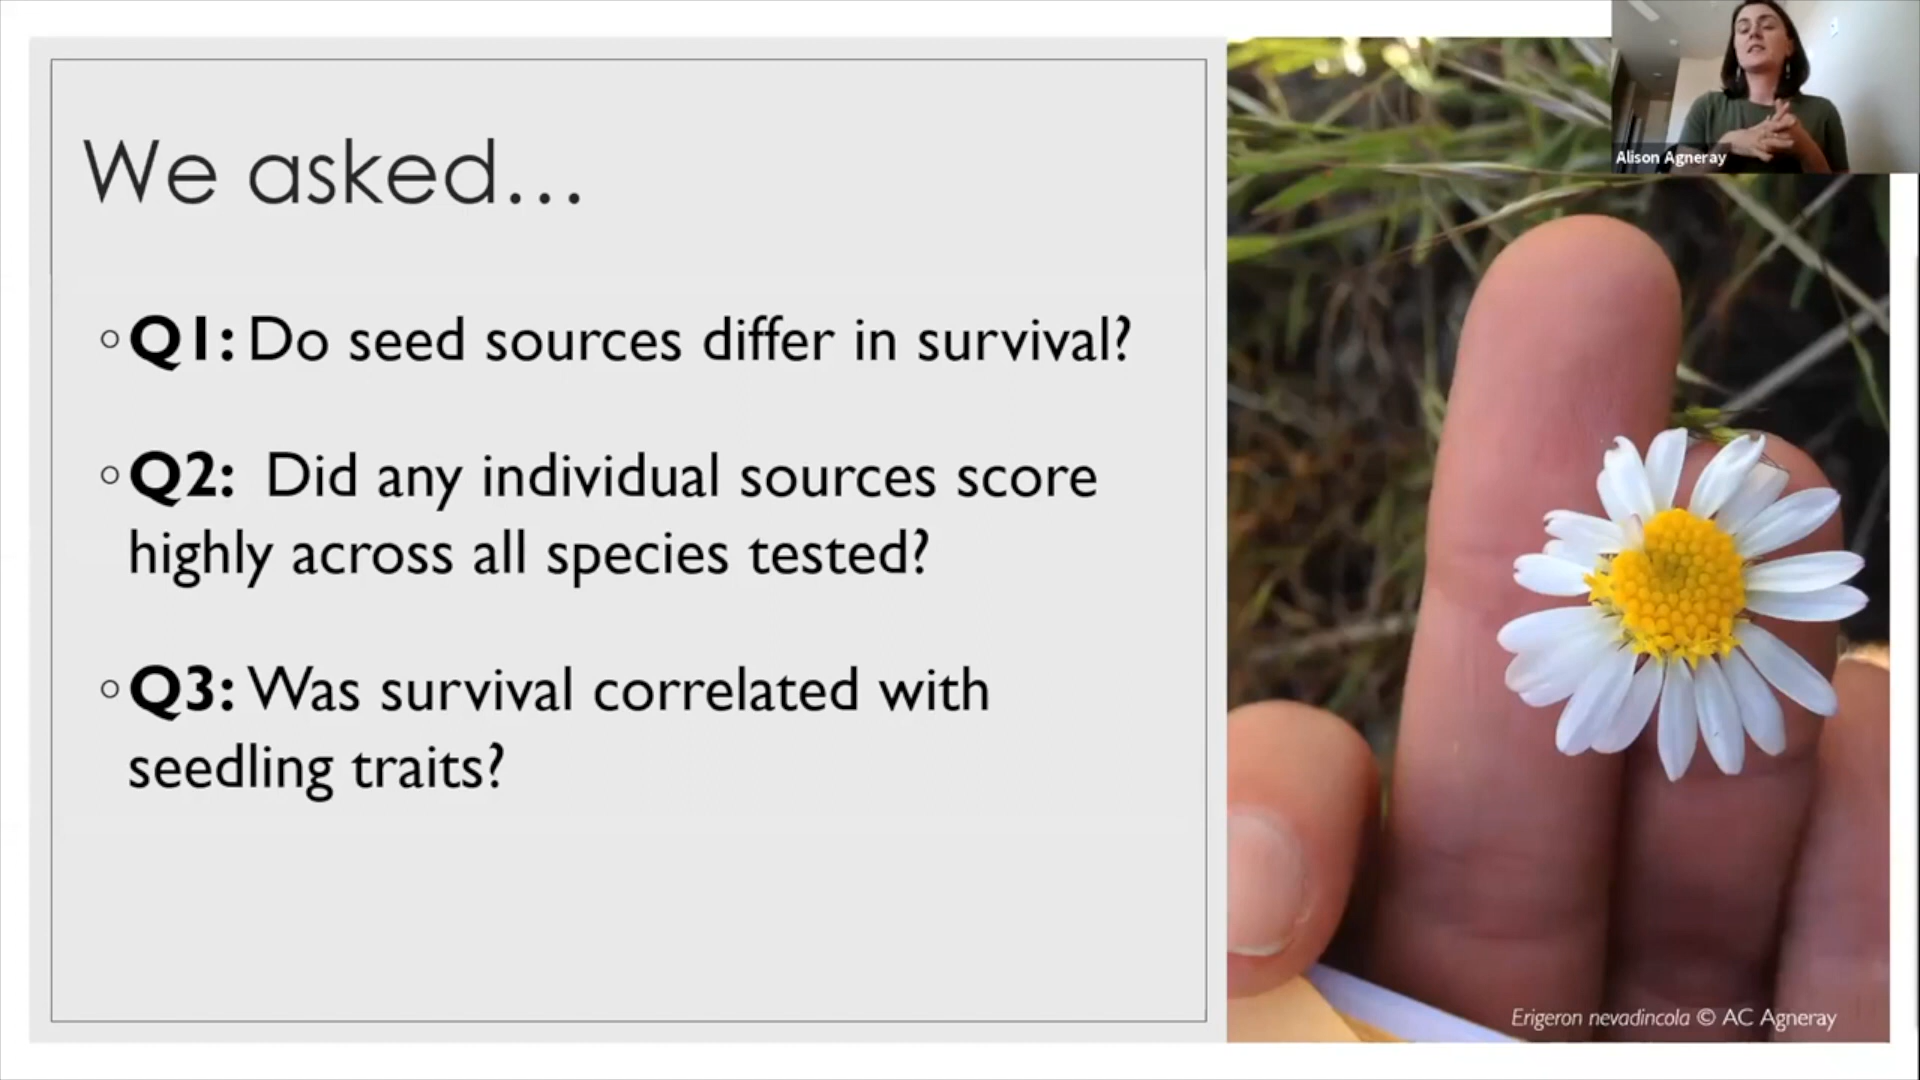 Alison Agneray
We asked...
◦ Q1: Do seed sources differ in survival?
◦ Q2: Did any individual sources score
highly across all species tested?
◦ Q3: Was survival correlated with
seedling traits?
Erigeron nevadincola © AC Agneray